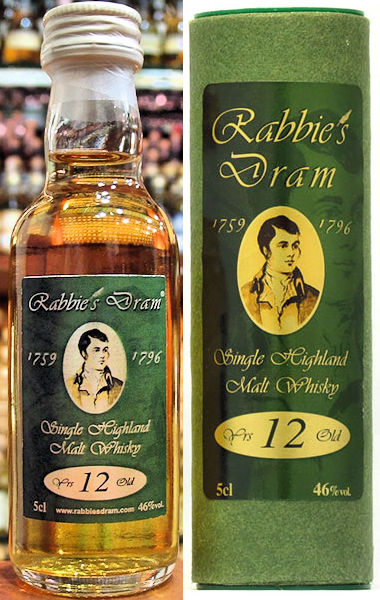 Rabbie's Dram®
1759 1796
Single Highland
Malt Whisky
Yrs 12 Old
5cl 46%vol.
www.rabbiesdram.com
Rabbie's
Dram
1759 1796
Single Highland
Malt Whisky
Yrs 12 Old
5cl 46%vol.